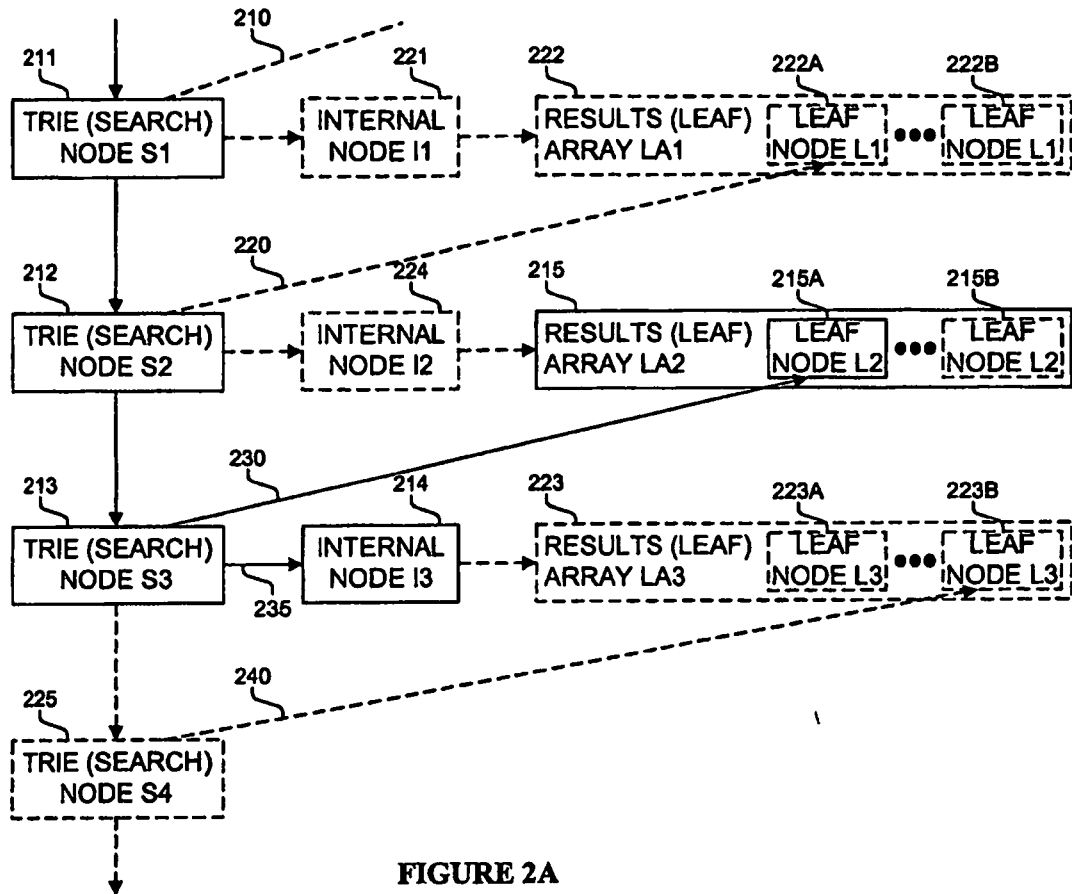 210
211
221
222
222A
222B
TRIE (SEARCH)
NODE S1
INTERNAL
NODE I1
RESULTS (LEAF)
ARRAY LA1
LEAF
NODE L1
LEAF
NODE L1
220
212
224
215
215A
215B
TRIE (SEARCH)
NODE S2
INTERNAL
NODE I2
RESULTS (LEAF)
ARRAY LA2
LEAF
NODE L2
LEAF
NODE L2
230
213
214
223
223A
223B
TRIE (SEARCH)
NODE S3
235
INTERNAL
NODE I3
RESULTS (LEAF)
ARRAY LA3
LEAF
NODE L3
LEAF
NODE L3
240
225
TRIE (SEARCH)
NODE S4
FIGURE 2A